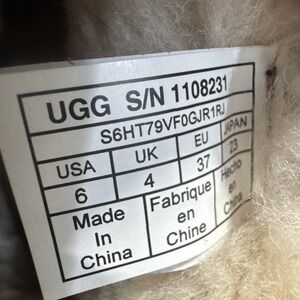 UGG S/N 1108231
S6HT79VF0GJR1RJ
USA UK EU JAPAN
6 4 37 23
Made In China
Fabrique en Chine
Hecho en China